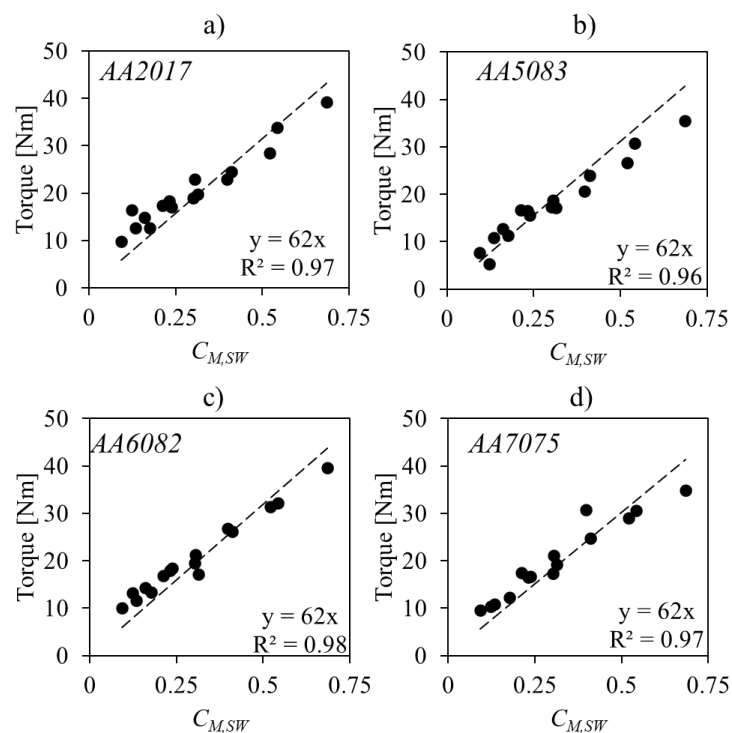 a)
50
40
30
20
10
0
Torque [Nm]
AA2017
y = 62x
R² = 0.97
0 0.25 0.5 0.75
C_{M,SW}
b)
50
40
30
20
10
0
Torque [Nm]
AA5083
y = 62x
R² = 0.96
0 0.25 0.5 0.75
C_{M,SW}
c)
50
40
30
20
10
0
Torque [Nm]
AA6082
y = 62x
R² = 0.98
0 0.25 0.5 0.75
C_{M,SW}
d)
50
40
30
20
10
0
Torque [Nm]
AA7075
y = 62x
R² = 0.97
0 0.25 0.5 0.75
C_{M,SW}